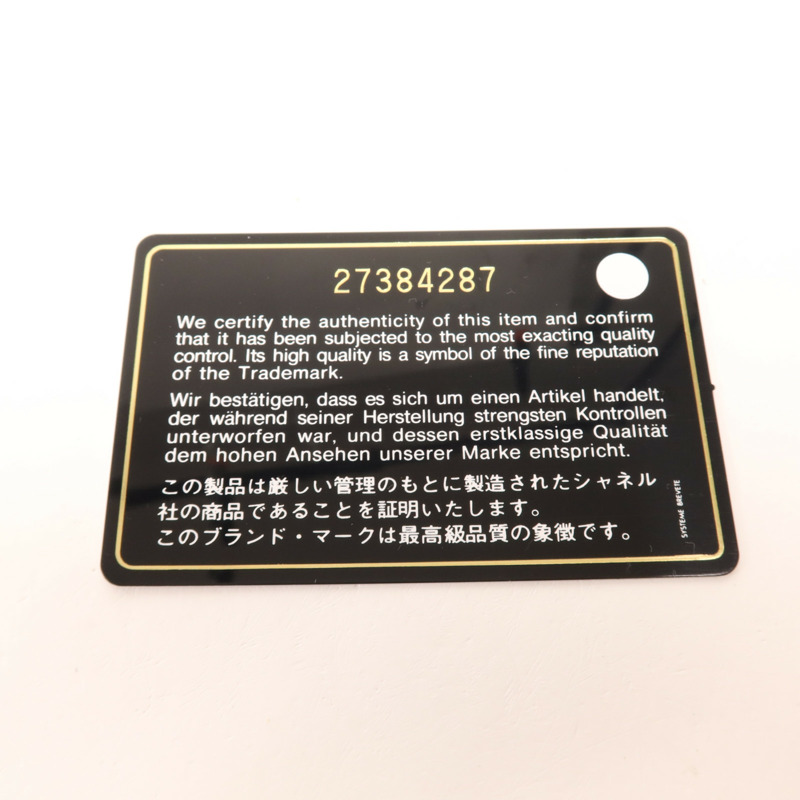 27384287
We certify the authenticity of this item and confirm
that it has been subjected to the most exacting quality
control. Its high quality is a symbol of the fine reputation
of the Trademark.
Wir bestätigen, dass es sich um einen Artikel handelt,
der während seiner Herstellung strengsten Kontrollen
unterworfen war, und dessen erstklassige Qualität
dem hohen Ansehen unserer Marke entspricht.
この製品は厳しい管理のもとに製造されたシャネル
社の商品であることを証明いたします。
このブランド・マークは最高級品質の象徴です。
SYSTEME BREVETE